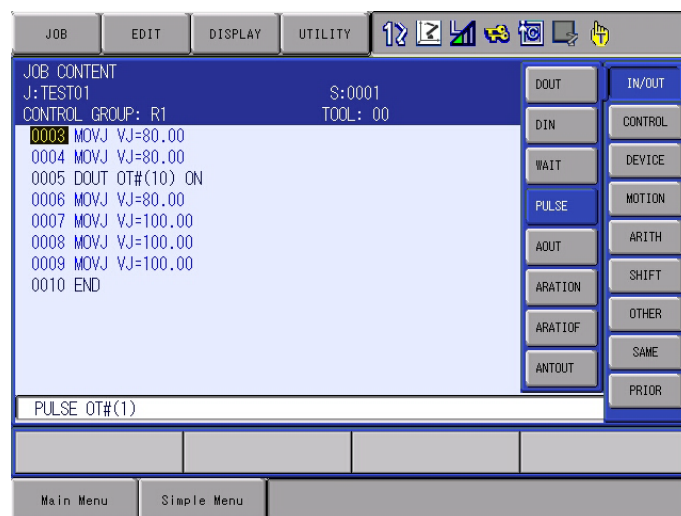 JOB EDIT DISPLAY UTILITY
JOB CONTENT
J:TEST01 S:0001
CONTROL GROUP: R1 TOOL: 00
0003 MOVJ VJ=80.00
0004 MOVJ VJ=80.00
0005 DOUT OT#(10) ON
0006 MOVJ VJ=80.00
0007 MOVJ VJ=100.00
0008 MOVJ VJ=100.00
0009 MOVJ VJ=100.00
0010 END
DOUT
DIN
WAIT
PULSE
AOUT
ARATION
ARATIOF
ANTOUT
IN/OUT
CONTROL
DEVICE
MOTION
ARITH
SHIFT
OTHER
SAME
PRIOR
PULSE OT#(1)
Main Menu Simple Menu